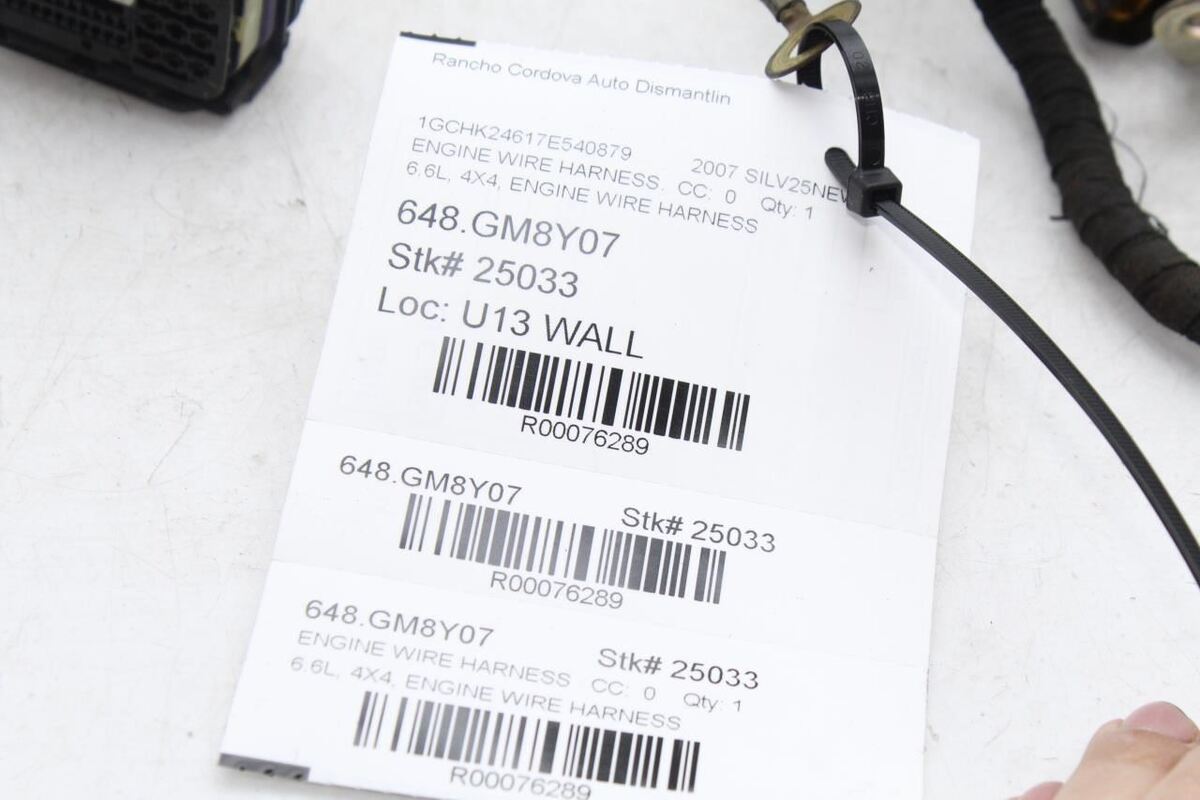 Rancho Cordova Auto Dismantlin
1GCHK24617E540879 2007 SILV25NEW
ENGINE WIRE HARNESS CC: 0 Qty: 1
6.6L, 4X4, ENGINE WIRE HARNESS
648.GM8Y07
Stk# 25033
Loc: U13 WALL
R00076289
648.GM8Y07 Stk# 25033
R00076289
648.GM8Y07 Stk# 25033
ENGINE WIRE HARNESS CC: 0 Qty: 1
6.6L, 4X4, ENGINE WIRE HARNESS
R00076289